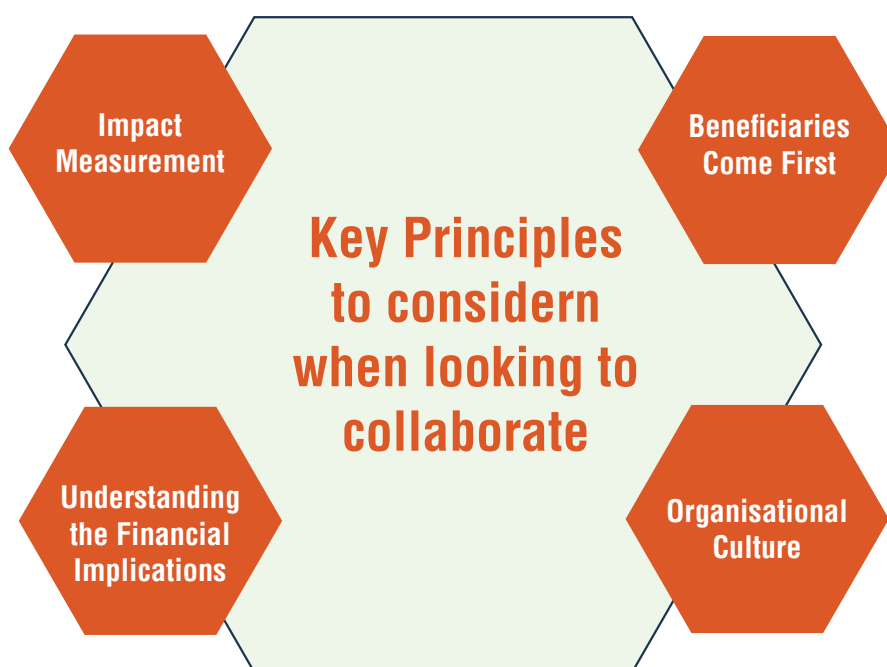 Impact
Measurement
Beneficiaries
Come First
Key Principles
to considern
when looking to
collaborate
Understanding
the Financial
Implications
Organisational
Culture